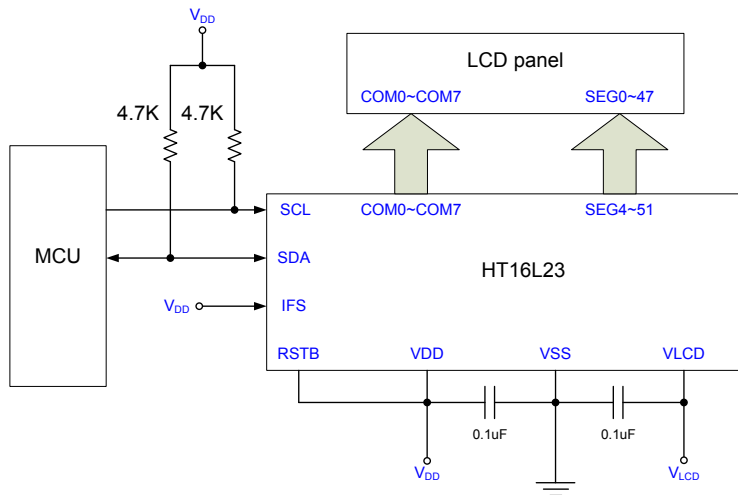 VDD
LCD panel
COM0~COM7 SEG0~47
4.7K 4.7K
MCU
SCL COM0~COM7 SEG4~51
SDA
HT16L23
VDD IFS
RSTB VDD VSS VLCD
0.1uF 0.1uF
VDD VLCD